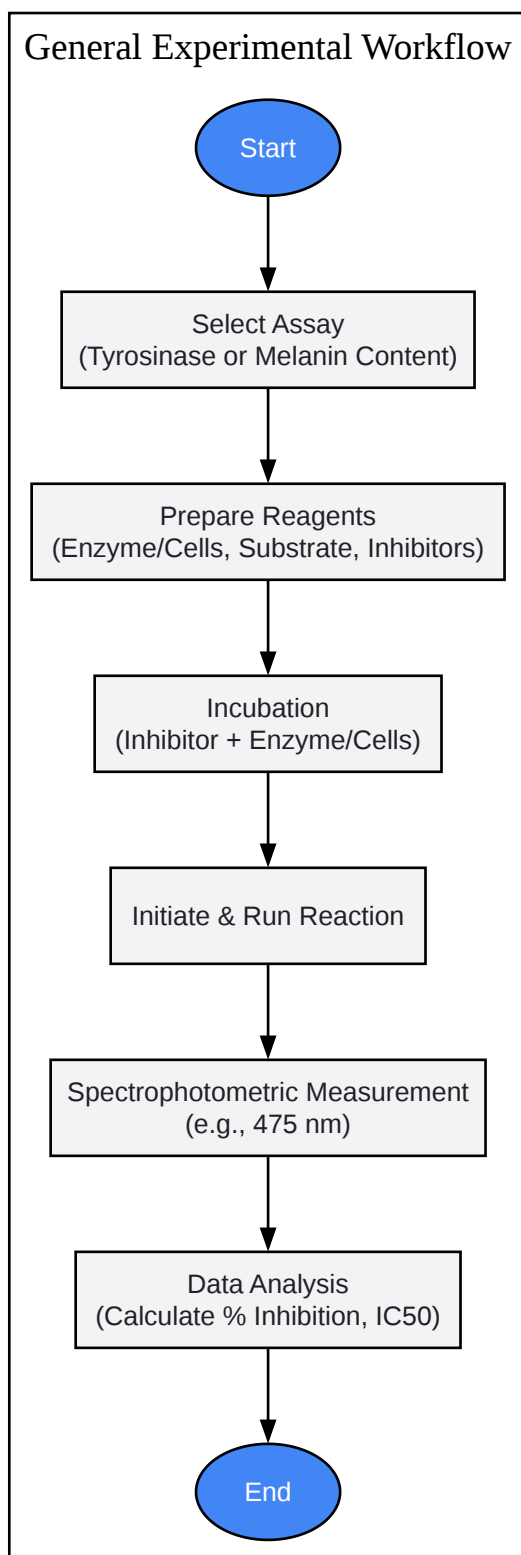 General Experimental Workflow
Start
Select Assay
(Tyrosinase or Melanin Content)
Prepare Reagents
(Enzyme/Cells, Substrate, Inhibitors)
Incubation
(Inhibitor + Enzyme/Cells)
Initiate & Run Reaction
Spectrophotometric Measurement
(e.g., 475 nm)
Data Analysis
(Calculate % Inhibition, IC50)
End